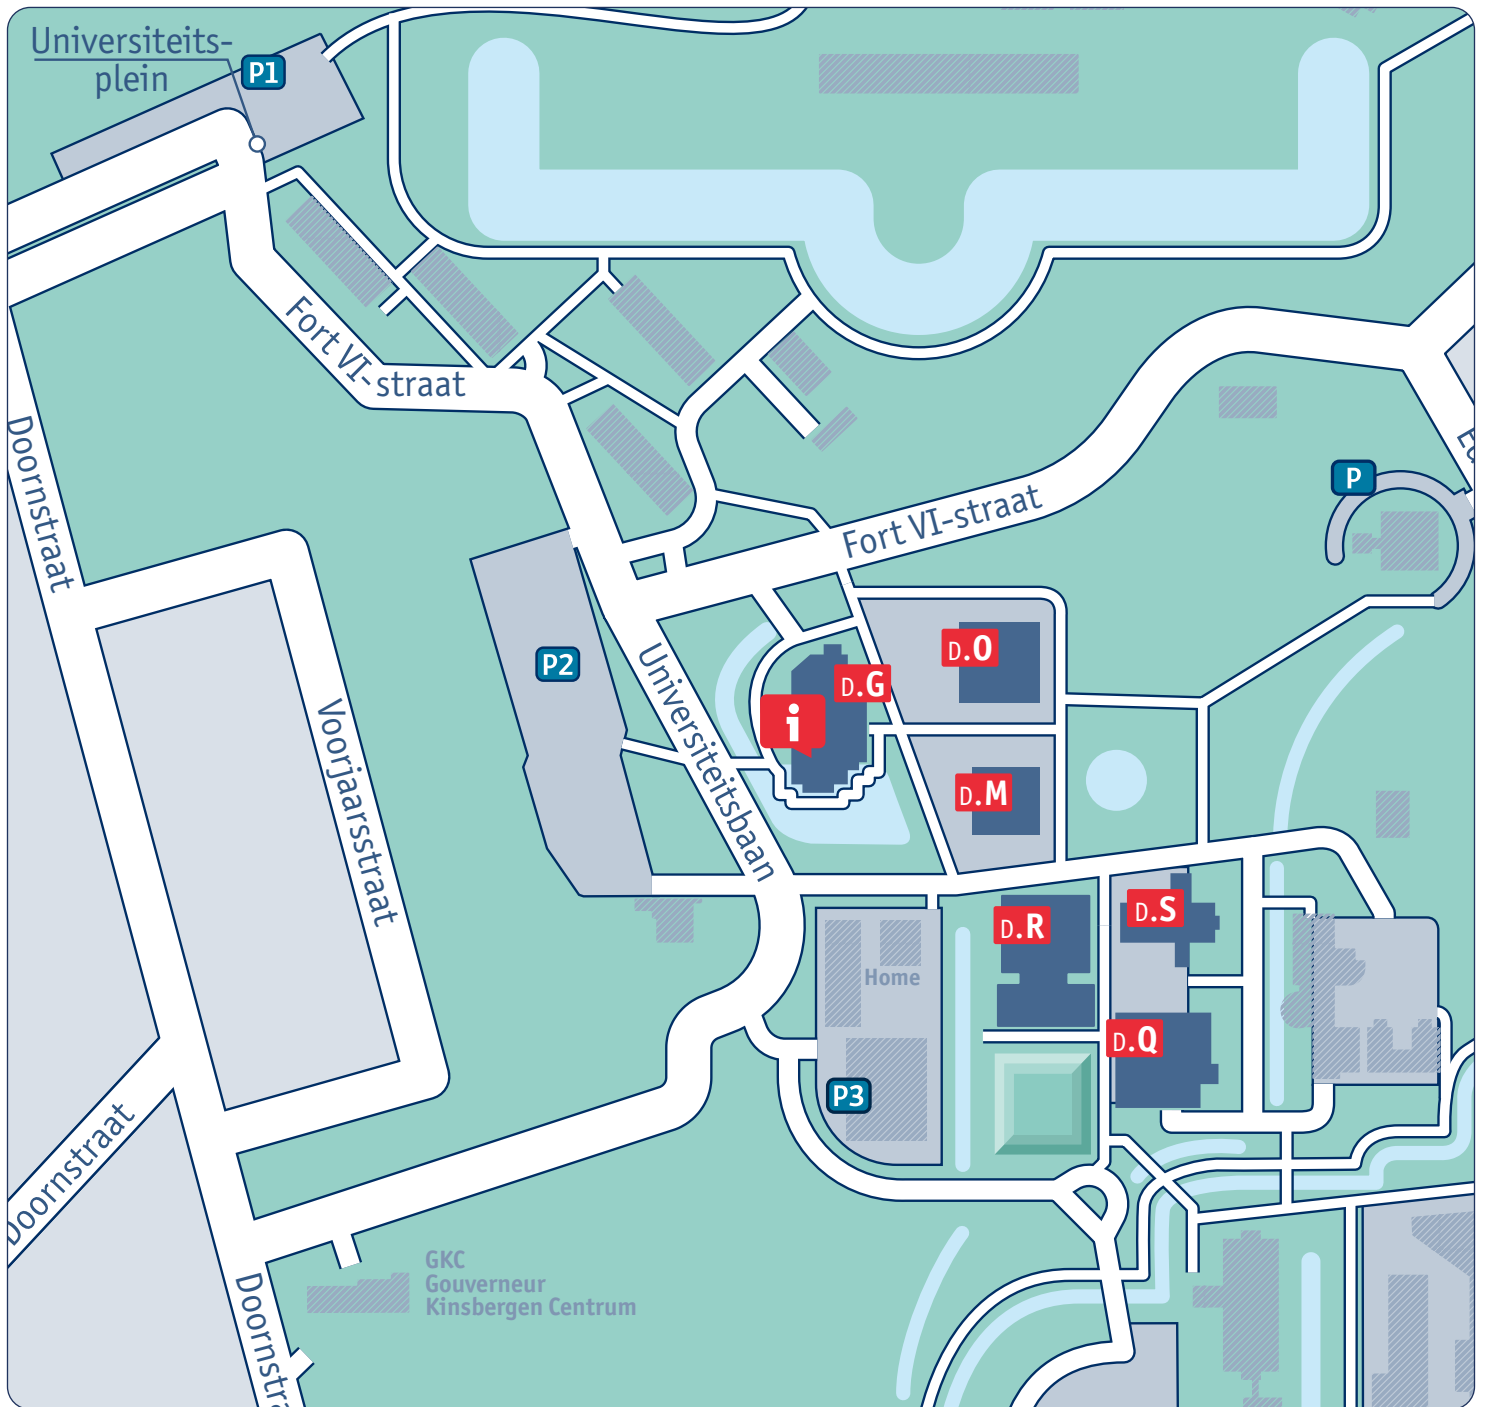 Universiteits-
plein
P1
Fort VI-straat
Doornstraat
P
Fort VI-straat
D.O
P2
D.G
i
Universiteitsbaan
Voorjaarsstraat
D.M
D.S
D.R
Home
D.Q
P3
Doornstraat
GKC
Gouverneur
Kinsbergen Centrum
Doornstra